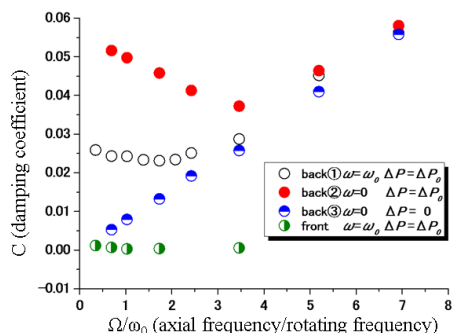 0.06
0.05
0.04
0.03
0.02
0.01
0.00
-0.01
C (damping coefficient)
back① ω=ω₀ ΔP=ΔP₀
back② ω=0 ΔP=ΔP₀
back③ ω=0 ΔP= 0
front ω=ω₀ ΔP=ΔP₀
0 1 2 3 4 5 6 7 8
Ω/ω₀ (axial frequency/rotating frequency)